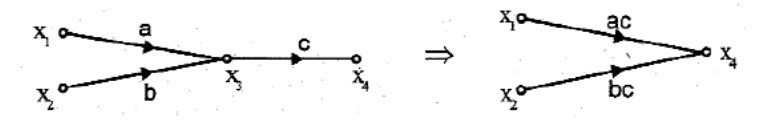 a c ac
X₁ X₃ X₄ ⇒ X₁ X₄
X₂ b X₂ bc